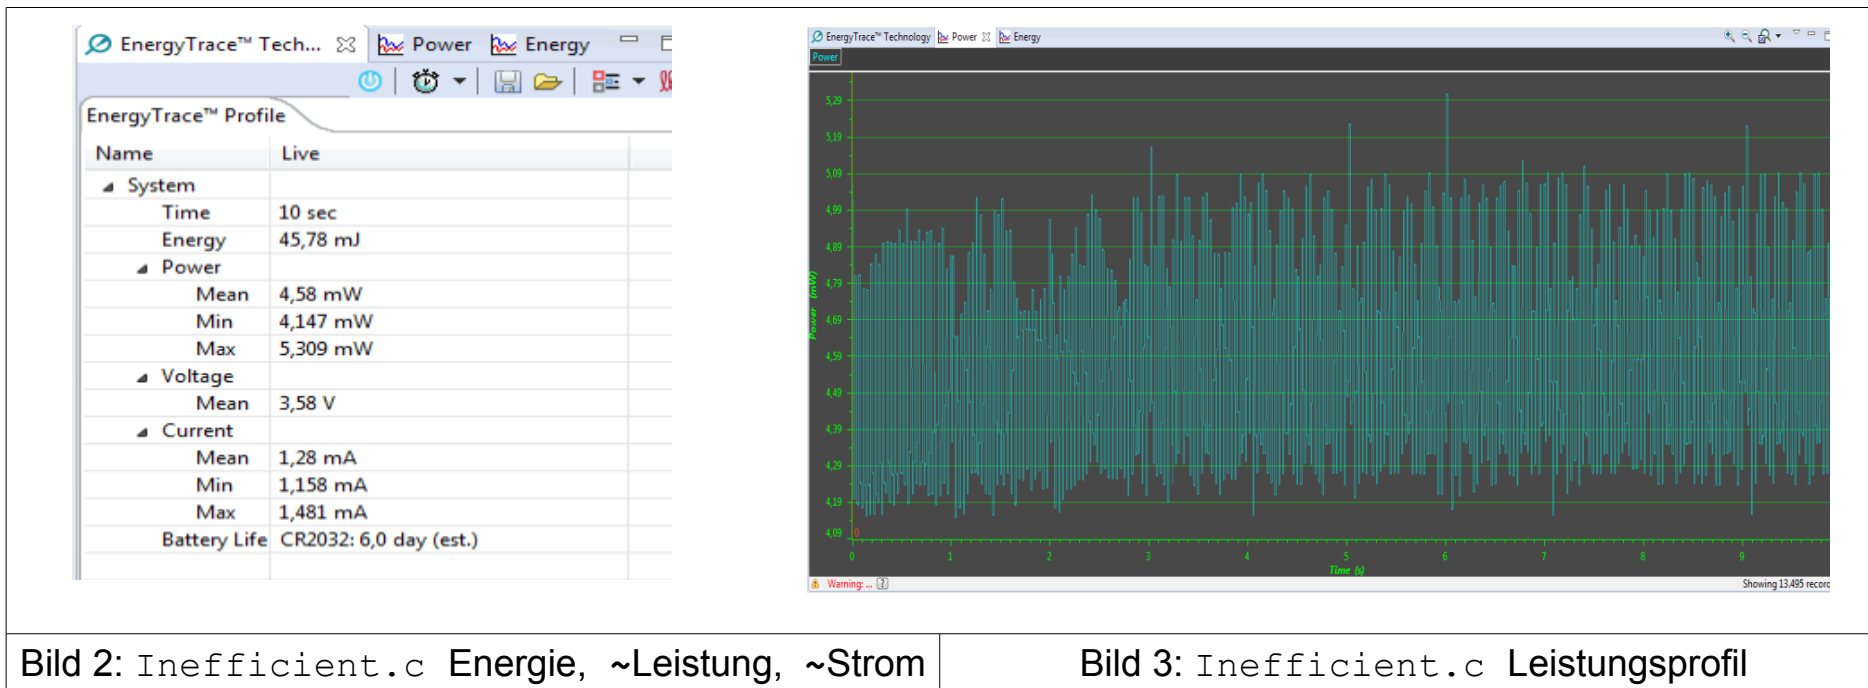 EnergyTrace™ Tech... Power Energy
EnergyTrace™ Profile
Name Live
System
Time 10 sec
Energy 45,78 mJ
Power
Mean 4,58 mW
Min 4,147 mW
Max 5,309 mW
Voltage
Mean 3,58 V
Current
Mean 1,28 mA
Min 1,158 mA
Max 1,481 mA
Battery Life CR2032: 6,0 day (est.)
EnergyTrace™ Technology Power Energy
Power
5,29
5,19
5,09
4,99
4,89
4,79
4,69
4,59
4,49
4,39
4,29
4,19
4,09
Power (mW)
0
0 1 2 3 4 5 6 7 8 9
Time (s)
Warning: ... Showing 13.495 recor
Bild 2: Inefficient.c Energie, ~Leistung, ~Strom
Bild 3: Inefficient.c Leistungsprofil